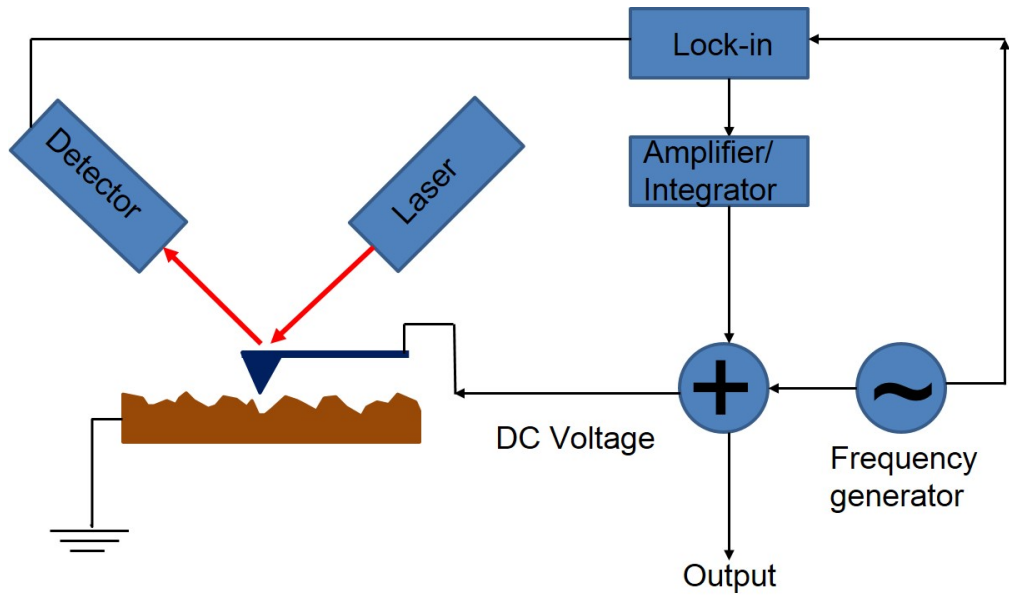 Lock-in
Detector
Laser
Amplifier/
Integrator
+
~
DC Voltage
Frequency
generator
Output